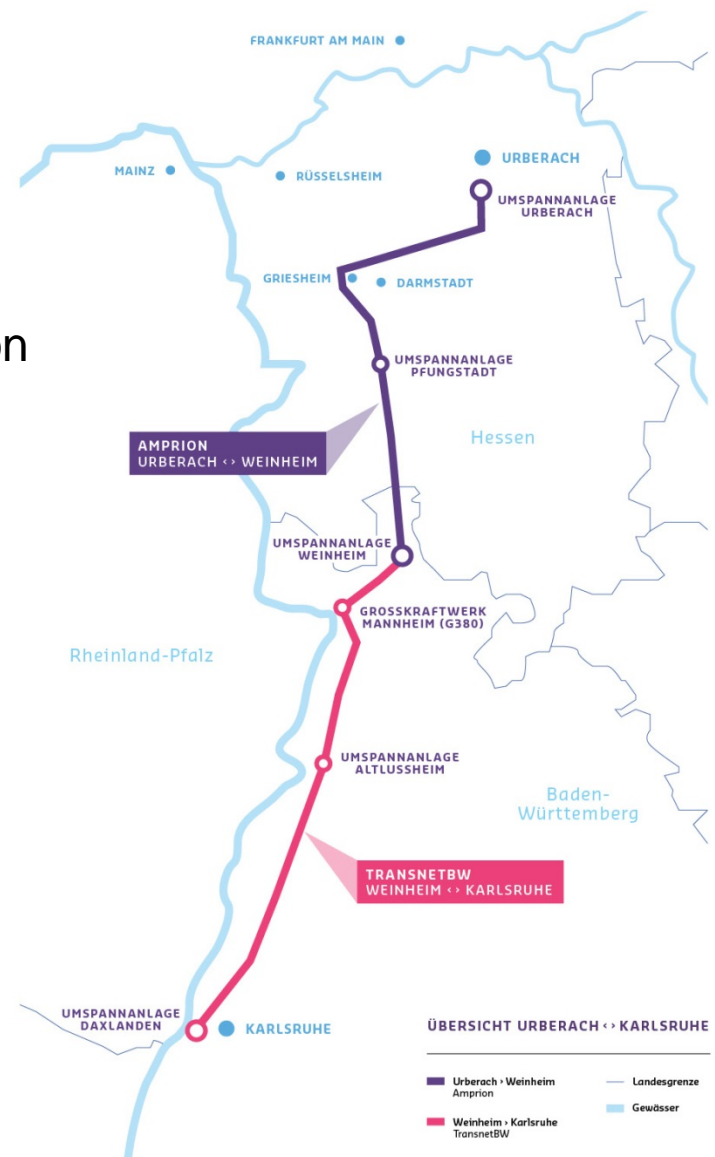 FRANKFURT AM MAIN
URBERACH
MAINZ
RÜSSELSHEIM
UMSPANNANLAGE
URBERACH
GRIESHEIM
DARMSTADT
UMSPANNANLAGE
PFUNGSTADT
AMPRION
URBERACH <> WEINHEIM
Hessen
UMSPANNANLAGE
WEINHEIM
GROSSKRAFTWERK
MANNHEIM (G380)
Rheinland-Pfalz
UMSPANNANLAGE
ALTLUSSHEIM
Baden-
Württemberg
TRANSNETBW
WEINHEIM <> KARLSRUHE
UMSPANNANLAGE
DAXLANDEN
KARLSRUHE
ÜBERSICHT URBERACH <> KARLSRUHE
Urberach > Weinheim
Amprion
Landesgrenze
Weinheim > Karlsruhe
TransnetBW
Gewässer